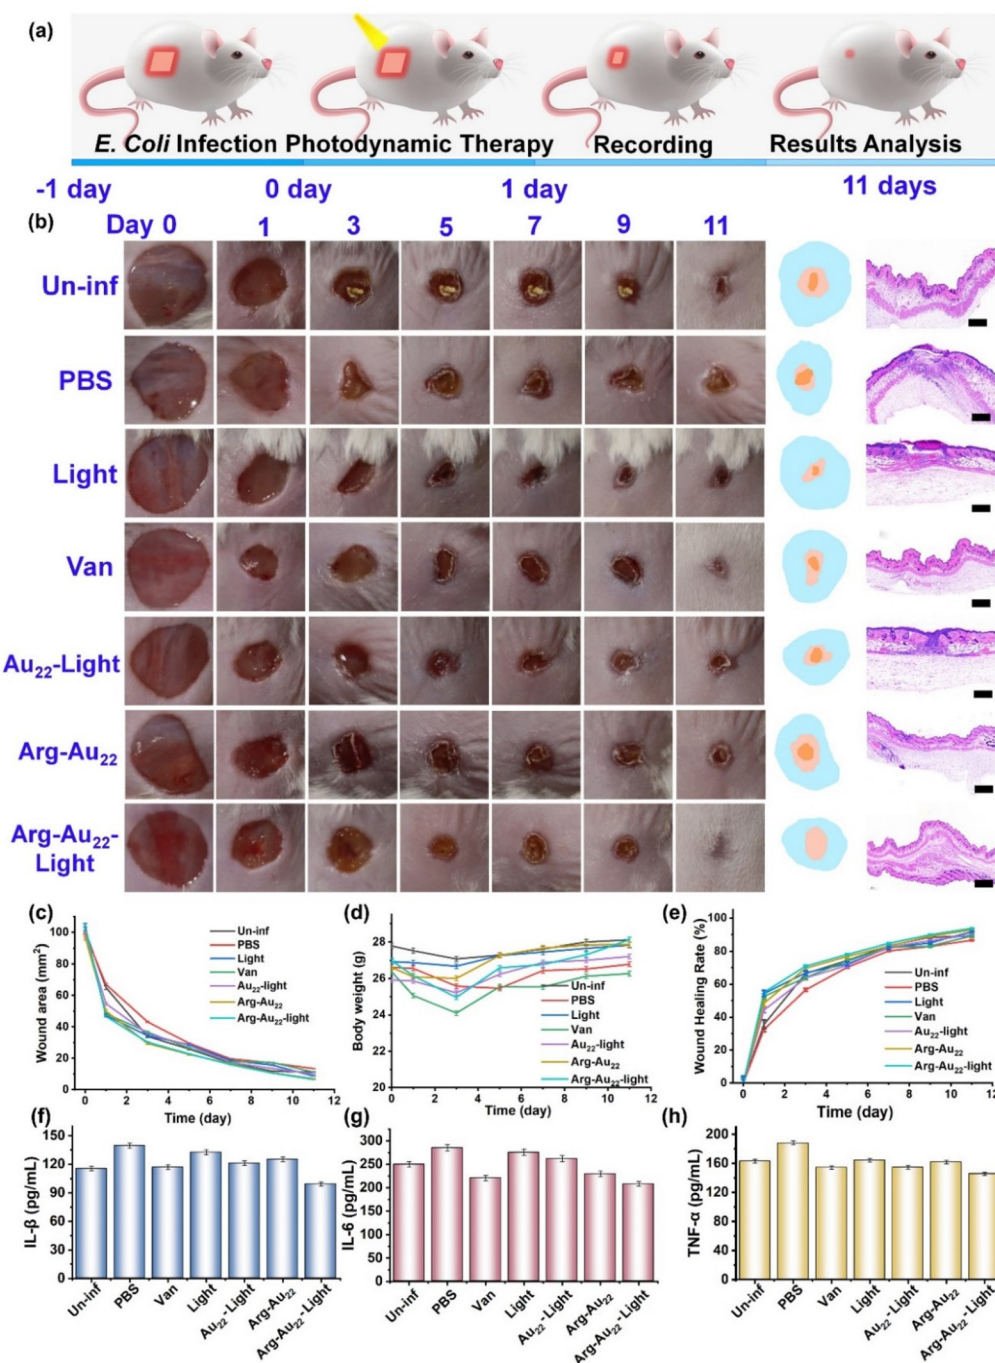 (a)
E. Coli Infection Photodynamic Therapy Recording Results Analysis
-1 day 0 day 1 day 11 days
(b) Day 0 1 3 5 7 9 11
Un-inf
PBS
Light
Van
Au₂₂-Light
Arg-Au₂₂
Arg-Au₂₂-
Light
(c)
Wound area (mm²)
100
80
60
40
20
0
Un-inf
PBS
Light
Van
Au₂₂-light
Arg-Au₂₂
Arg-Au₂₂-light
0 2 4 6 8 10 12
Time (day)
(d)
Body weight (g)
28
26
24
22
20
Un-inf
PBS
Light
Van
Au₂₂-light
Arg-Au₂₂
Arg-Au₂₂-light
0 2 4 6 8 10 12
Time (day)
(e)
Wound Healing Rate (%)
100
90
80
70
60
50
40
30
20
10
0
Un-inf
PBS
Light
Van
Au₂₂-light
Arg-Au₂₂
Arg-Au₂₂-light
0 2 4 6 8 10 12
Time (day)
(f)
IL-β (pg/mL)
150
120
90
60
30
0
Un-inf PBS Van Light Au₂₂-Light Arg-Au₂₂ Arg-Au₂₂-Light
(g)
IL-6 (pg/mL)
300
250
200
150
100
50
0
Un-inf PBS Van Light Au₂₂-Light Arg-Au₂₂ Arg-Au₂₂-Light
(h)
TNF-α (pg/mL)
200
160
120
80
40
0
Un-inf PBS Van Light Au₂₂-Light Arg-Au₂₂ Arg-Au₂₂-Light